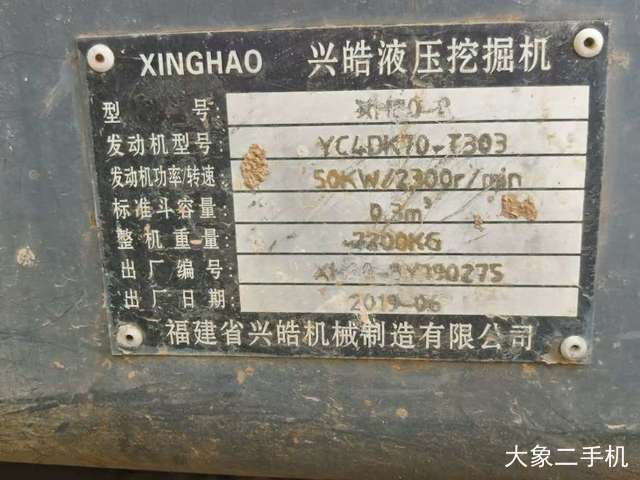 XINGHAO 兴皓液压挖掘机
型 号:
发动机型号: YC4DK70-T303
发动机功率/转速: 50KW/2300r/min
标准斗容量: 0.3m³
整机重量: 7200KG
出厂编号:
出厂日期: 2019-06
福建省兴皓机械制造有限公司
大象二手机